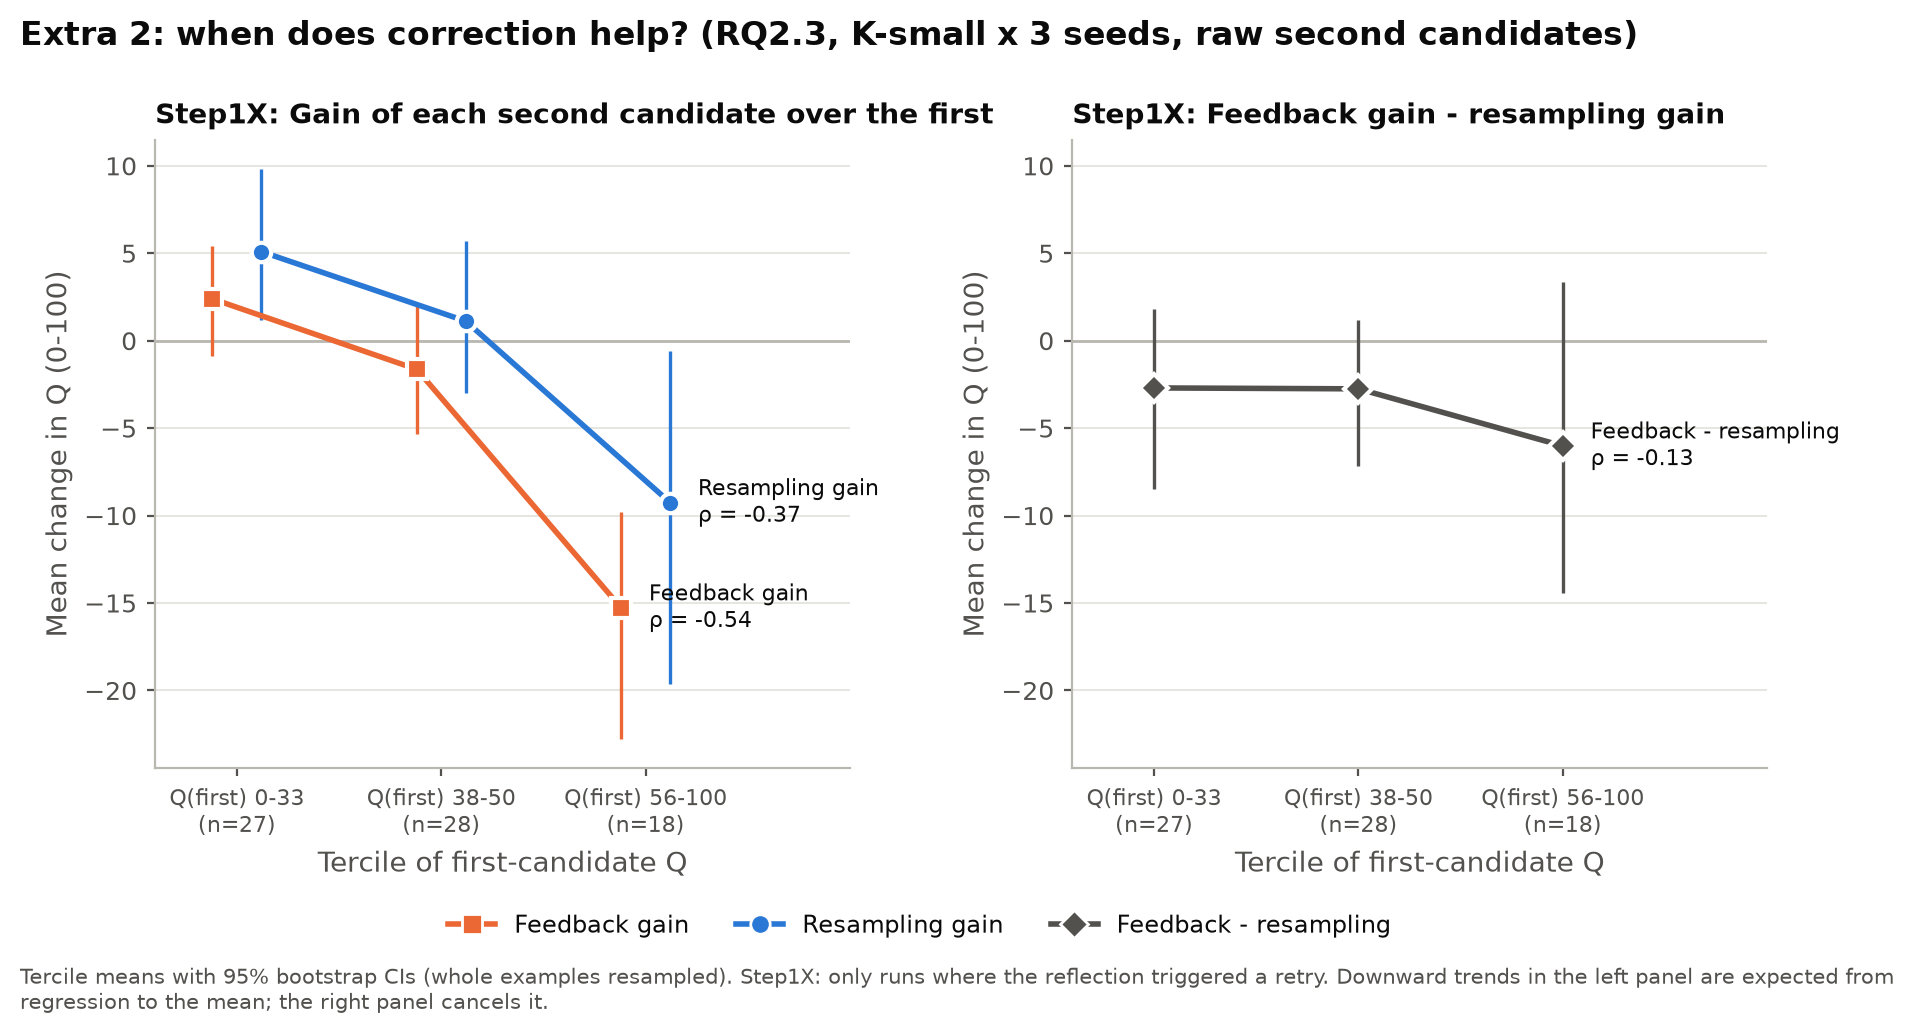 Extra 2: when does correction help? (RQ2.3, K-small x 3 seeds, raw second candidates)
Step1X: Gain of each second candidate over the first
Mean change in Q (0-100)
10
5
0
−5
−10
−15
−20
Resampling gain
ρ = -0.37
Feedback gain
ρ = -0.54
Q(first) 0-33
(n=27)
Q(first) 38-50
(n=28)
Q(first) 56-100
(n=18)
Tercile of first-candidate Q
Step1X: Feedback gain - resampling gain
Mean change in Q (0-100)
10
5
0
−5
−10
−15
−20
Feedback - resampling
ρ = -0.13
Q(first) 0-33
(n=27)
Q(first) 38-50
(n=28)
Q(first) 56-100
(n=18)
Tercile of first-candidate Q
Feedback gain
Resampling gain
Feedback - resampling
Tercile means with 95% bootstrap CIs (whole examples resampled). Step1X: only runs where the reflection triggered a retry. Downward trends in the left panel are expected from
regression to the mean; the right panel cancels it.